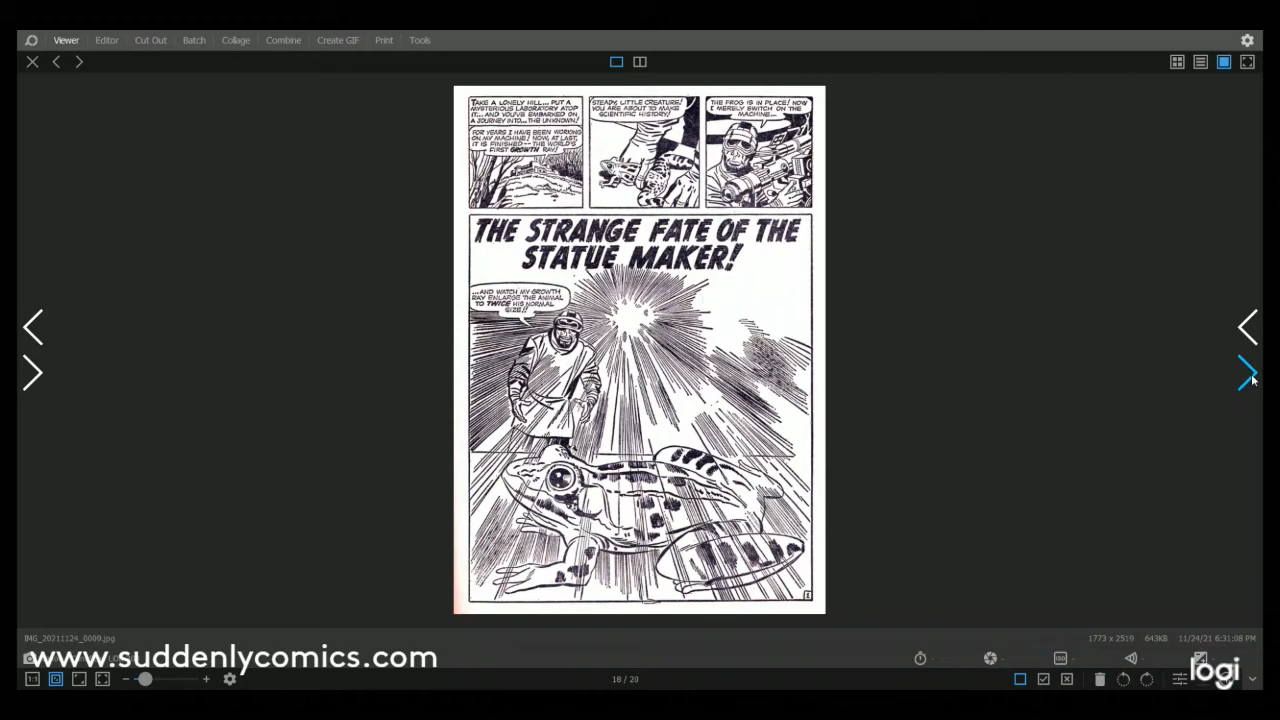 Viewer Editor Cut Out Batch Collage Combine Create GIF Print Tools
TAKE A LONELY HILL... PUT A
MYSTERIOUS LABORATORY ATOP
IT... AND YOU'VE EMBARKED ON
A JOURNEY INTO... THE UNKNOWN!
FOR YEARS I HAVE BEEN WORKING
ON MY MACHINE! NOW, AT LAST,
IT IS FINISHED--THE WORLD'S
FIRST GROWTH RAY!
STEADY, LITTLE CREATURE!
YOU ARE ABOUT TO MAKE
SCIENTIFIC HISTORY!
THE FROG IS IN PLACE! NOW
I MERELY SWITCH ON THE
MACHINE...
THE STRANGE FATE OF THE
STATUE MAKER!
...AND WATCH MY GROWTH
RAY ENLARGE THE ANIMAL
TO TWICE HIS NORMAL
SIZE!!
1
IMG_20211124_0009.jpg
1773 x 2519 643KB 11/24/21 6:31:08 PM
www.suddenlycomics.com
ISO
logi
1:1
18 / 20